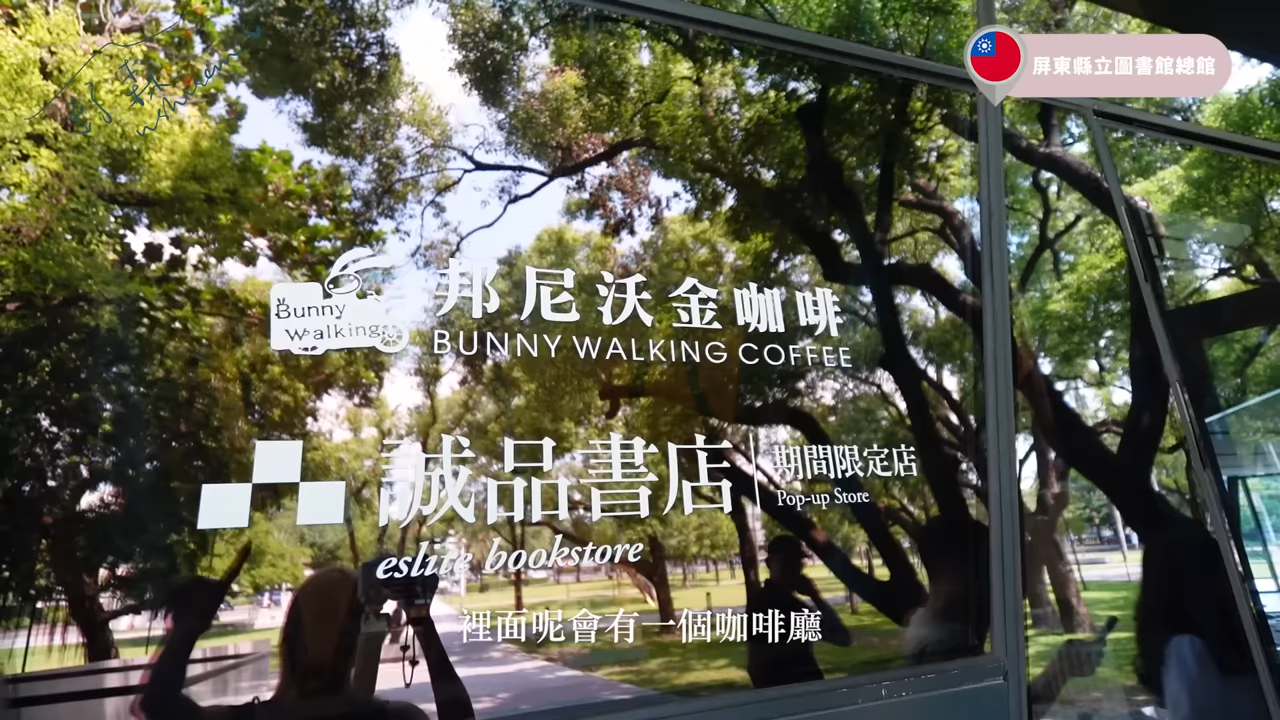 屏東縣立圖書館總館
Bunny
Walking
邦尼沃金咖啡
BUNNY WALKING COFFEE
誠品書店
期間限定店
Pop-up Store
eslite bookstore
裡面呢會有一個咖啡廳